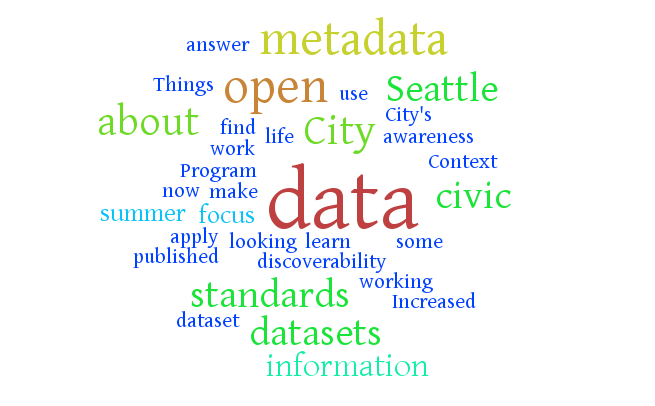 answer metadata
Things open use Seattle
about find life City City's
work awareness
Program Context
now make data civic
summer focus
apply looking learn some
published discoverability
standards working
Increased
dataset datasets
information